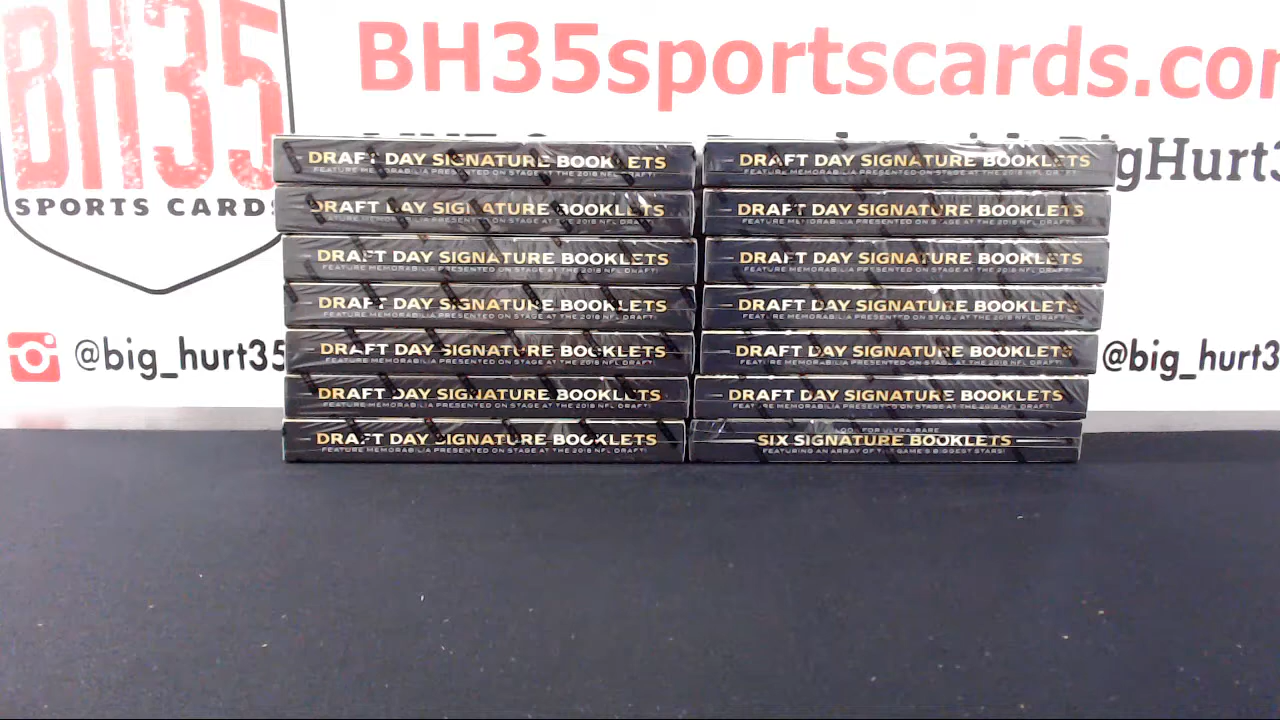 BH35
SPORTS CARDS
BH35sportscards.com
@big_hurt35
@big_hurt3
DRAFT DAY SIGNATURE BOOKLETS
FEATURE MEMORABILIA PRESENTED ON STAGE AT THE 2018 NFL DRAFT!
DRAFT DAY SIGNATURE BOOKLETS
FEATURE MEMORABILIA PRESENTED ON STAGE AT THE 2018 NFL DRAFT!
DRAFT DAY SIGNATURE BOOKLETS
FEATURE MEMORABILIA PRESENTED ON STAGE AT THE 2018 NFL DRAFT!
DRAFT DAY SIGNATURE BOOKLETS
FEATURE MEMORABILIA PRESENTED ON STAGE AT THE 2018 NFL DRAFT!
DRAFT DAY SIGNATURE BOOKLETS
FEATURE MEMORABILIA PRESENTED ON STAGE AT THE 2018 NFL DRAFT!
DRAFT DAY SIGNATURE BOOKLETS
FEATURE MEMORABILIA PRESENTED ON STAGE AT THE 2018 NFL DRAFT!
DRAFT DAY SIGNATURE BOOKLETS
FEATURE MEMORABILIA PRESENTED ON STAGE AT THE 2018 NFL DRAFT!
DRAFT DAY SIGNATURE BOOKLETS
FEATURE MEMORABILIA PRESENTED ON STAGE AT THE 2018 NFL DRAFT!
DRAFT DAY SIGNATURE BOOKLETS
FEATURE MEMORABILIA PRESENTED ON STAGE AT THE 2018 NFL DRAFT!
DRAFT DAY SIGNATURE BOOKLETS
FEATURE MEMORABILIA PRESENTED ON STAGE AT THE 2018 NFL DRAFT!
DRAFT DAY SIGNATURE BOOKLETS
FEATURE MEMORABILIA PRESENTED ON STAGE AT THE 2018 NFL DRAFT!
DRAFT DAY SIGNATURE BOOKLETS
FEATURE MEMORABILIA PRESENTED ON STAGE AT THE 2018 NFL DRAFT!
DRAFT DAY SIGNATURE BOOKLETS
FEATURE MEMORABILIA PRESENTED ON STAGE AT THE 2018 NFL DRAFT!
LOOK FOR ULTRA-RARE
SIX SIGNATURE BOOKLETS
FEATURING AN ARRAY OF THE GAME'S BIGGEST STARS!